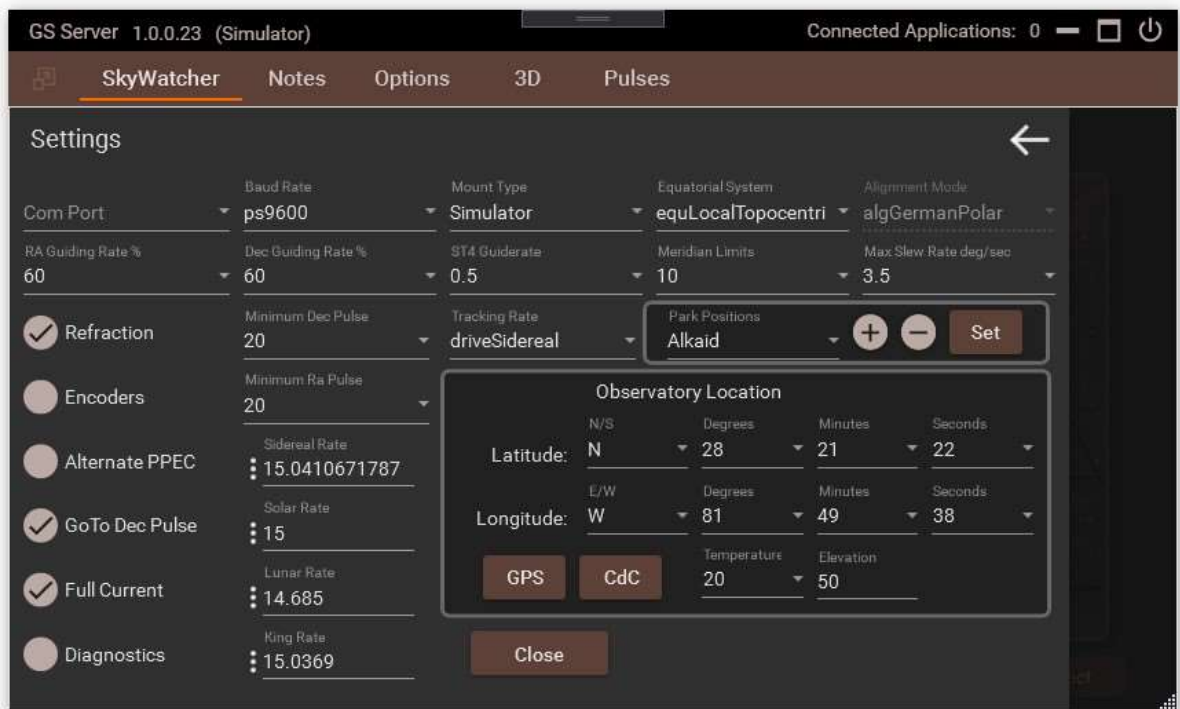 GS Server 1.0.0.23 (Simulator) Connected Applications: 0
SkyWatcher Notes Options 3D Pulses
Settings
Baud Rate Mount Type Equatorial System Alignment Mode
Com Port ps9600 Simulator equLocalTopocentri algGermanPolar
RA Guiding Rate % Dec Guiding Rate % ST4 Guiderate Meridian Limits Max Slew Rate deg/sec
60 60 0.5 10 3.5
Minimum Dec Pulse Tracking Rate Park Positions
Refraction 20 driveSidereal Alkaid Set
Minimum Ra Pulse
Encoders 20
Observatory Location
N/S Degrees Minutes Seconds
Latitude: N 28 21 22
Sidereal Rate
Alternate PPEC 15.0410671787
E/W Degrees Minutes Seconds
Longitude: W 81 49 38
Solar Rate
GoTo Dec Pulse 15
Temperature Elevation
GPS CdC 20 50
Lunar Rate
Full Current 14.685
King Rate
Diagnostics 15.0369
Close